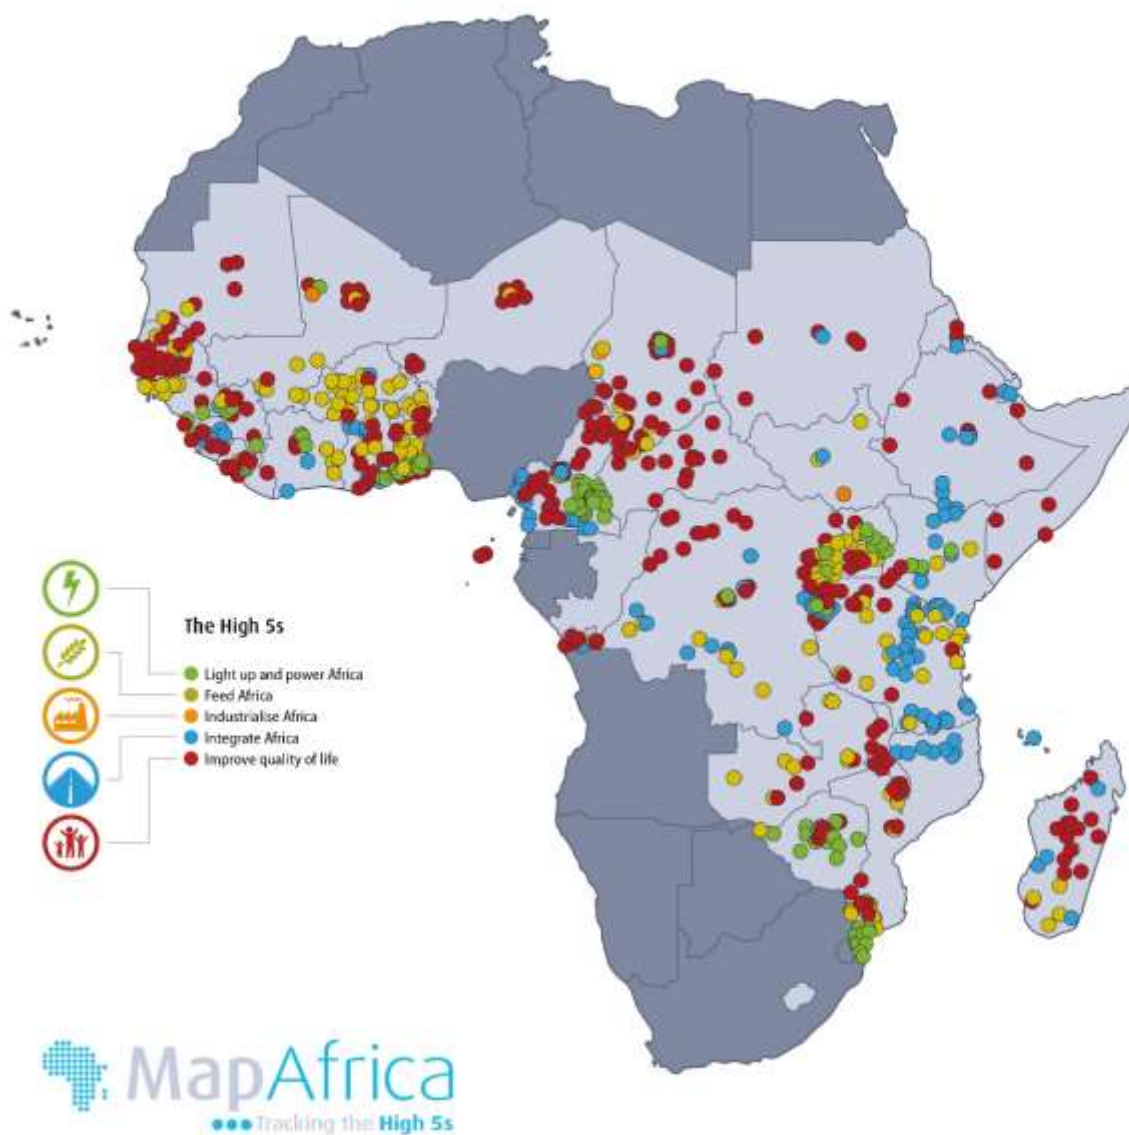 The High 5s
Light up and power Africa
Feed Africa
Industrialise Africa
Integrate Africa
Improve quality of life
MapAfrica
Tracking the High 5s